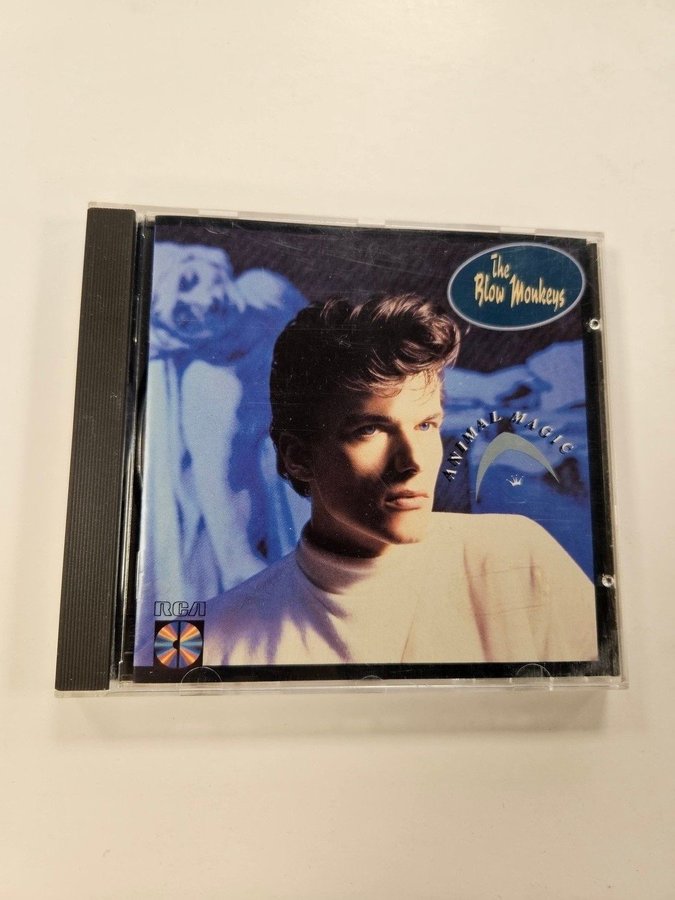 The
Blow Monkeys
ANIMAL MAGIC
RCA